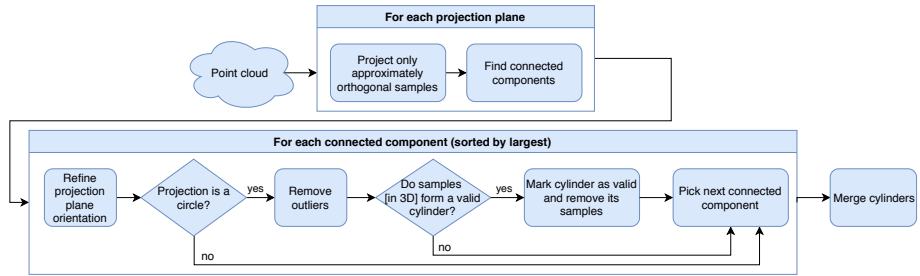 For each projection plane
Point cloud
Project only
approximately
orthogonal samples
Find connected
components
For each connected component (sorted by largest)
Refine
projection
plane
orientation
Projection is a
circle?
yes
Remove
outliers
Do samples
[in 3D] form a valid
cylinder?
yes
Mark cylinder as valid
and remove its
samples
Pick next connected
component
Merge cylinders
no
no